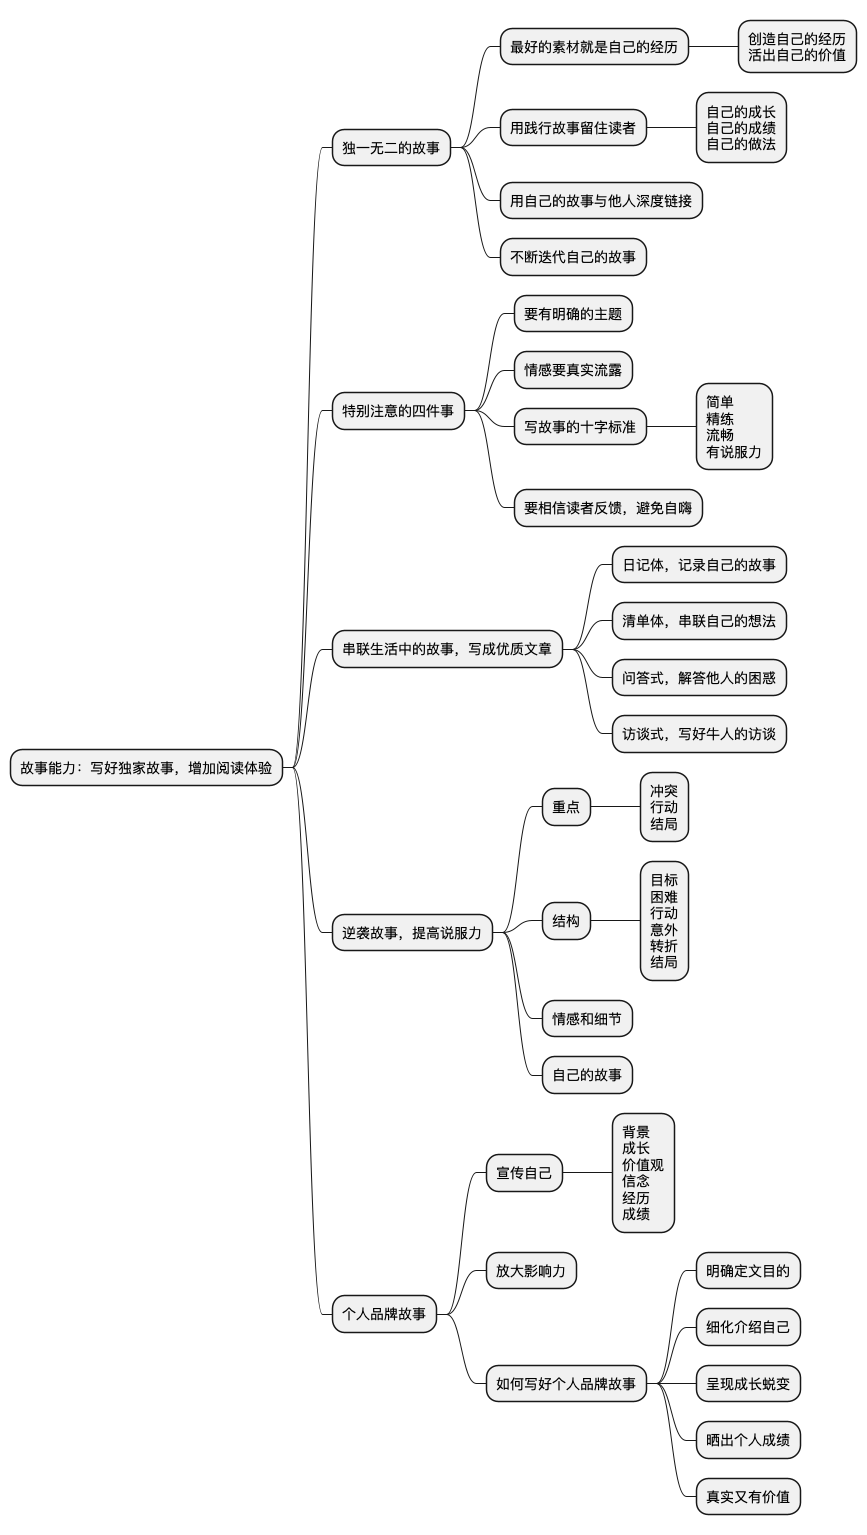 故事能力：写好独家故事，增加阅读体验
独一无二的故事
最好的素材就是自己的经历
创造自己的经历
活出自己的价值
用践行故事留住读者
自己的成长
自己的成绩
自己的做法
用自己的故事与他人深度链接
不断迭代自己的故事
特别注意的四件事
要有明确的主题
情感要真实流露
写故事的十字标准
简单
精练
流畅
有说服力
要相信读者反馈，避免自嗨
串联生活中的故事，写成优质文章
日记体，记录自己的故事
清单体，串联自己的想法
问答式，解答他人的困惑
访谈式，写好牛人的访谈
逆袭故事，提高说服力
重点
冲突
行动
结局
结构
目标
困难
行动
意外
转折
结局
情感和细节
自己的故事
个人品牌故事
宣传自己
背景
成长
价值观
信念
经历
成绩
放大影响力
如何写好个人品牌故事
明确定文目的
细化介绍自己
呈现成长蜕变
晒出个人成绩
真实又有价值